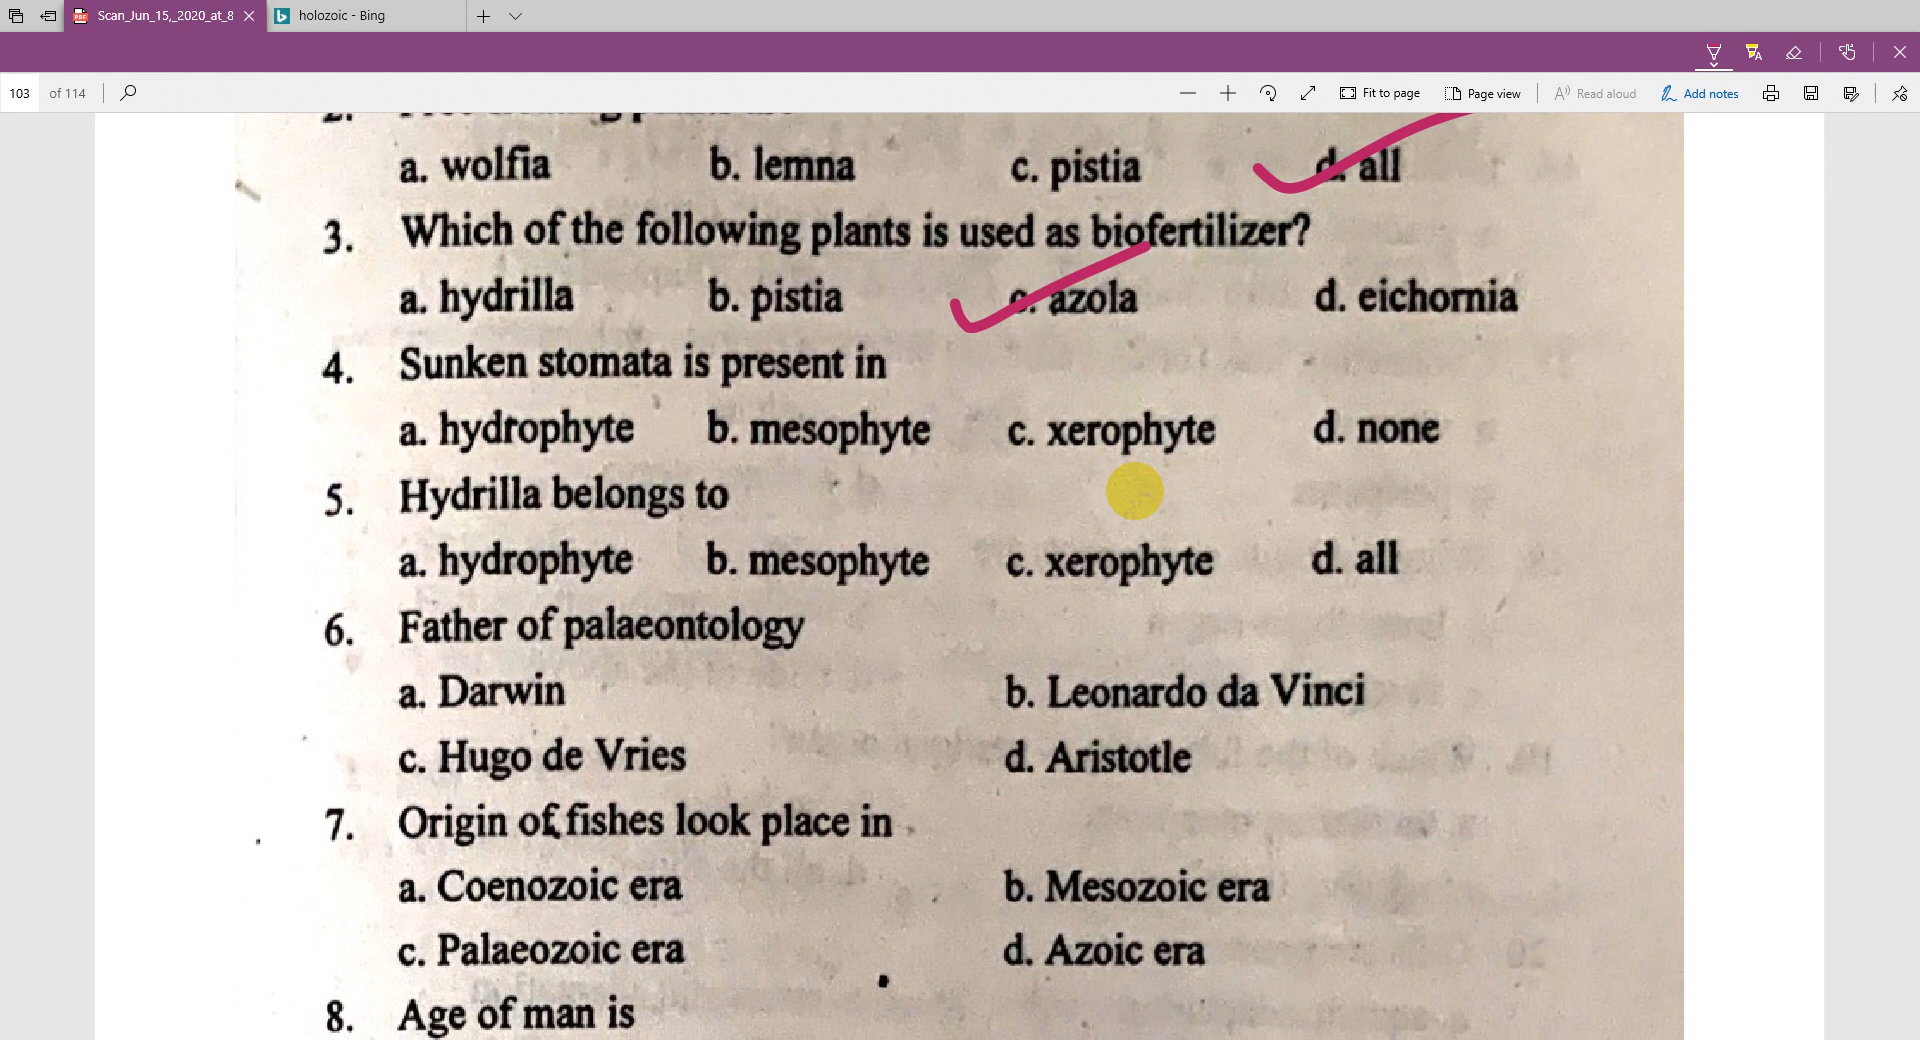 Scan_Jun_15,_2020_at_8
holozoic - Bing
103 of 114
Fit to page
Page view
Read aloud
Add notes
a. wolfia b. lemna c. pistia d. all
3. Which of the following plants is used as biofertilizer?
a. hydrilla b. pistia c. azola d. eichornia
4. Sunken stomata is present in
a. hydrophyte b. mesophyte c. xerophyte d. none
5. Hydrilla belongs to
a. hydrophyte b. mesophyte c. xerophyte d. all
6. Father of palaeontology
a. Darwin b. Leonardo da Vinci
c. Hugo de Vries d. Aristotle
7. Origin of fishes look place in
a. Coenozoic era b. Mesozoic era
c. Palaeozoic era d. Azoic era
8. Age of man is